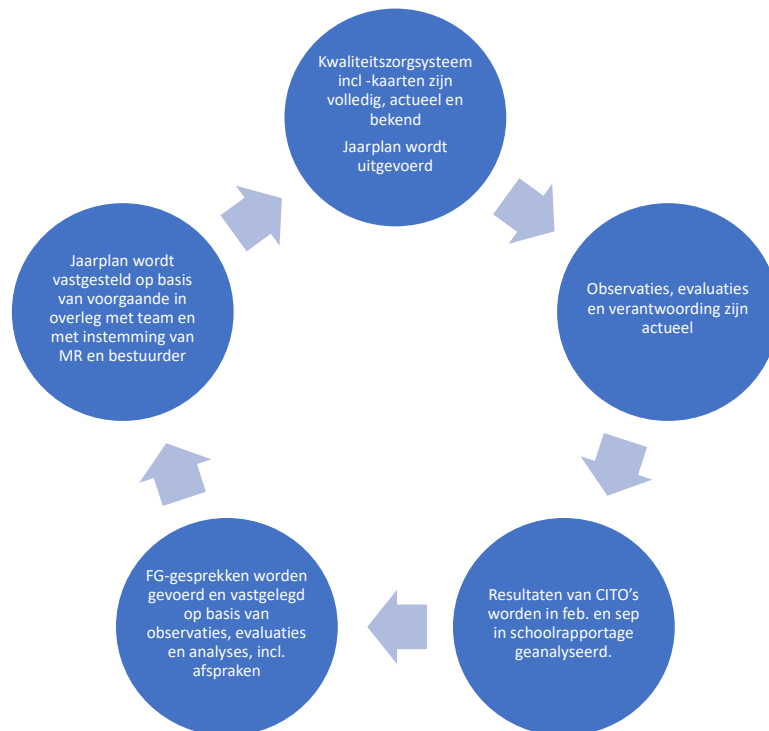 Kwaliteitszorgsysteem
incl -kaarten zijn
volledig, actueel en
bekend
Jaarplan wordt
uitgevoerd
Observaties, evaluaties
en verantwoording zijn
actueel
Resultaten van CITO’s
worden in feb. en sep
in schoolrapportage
geanalyseerd.
FG-gesprekken worden
gevoerd en vastgelegd
op basis van
observaties, evaluaties
en analyses, incl.
afspraken
Jaarplan wordt
vastgesteld op basis
van voorgaande in
overleg met team en
met instemming van
MR en bestuurder